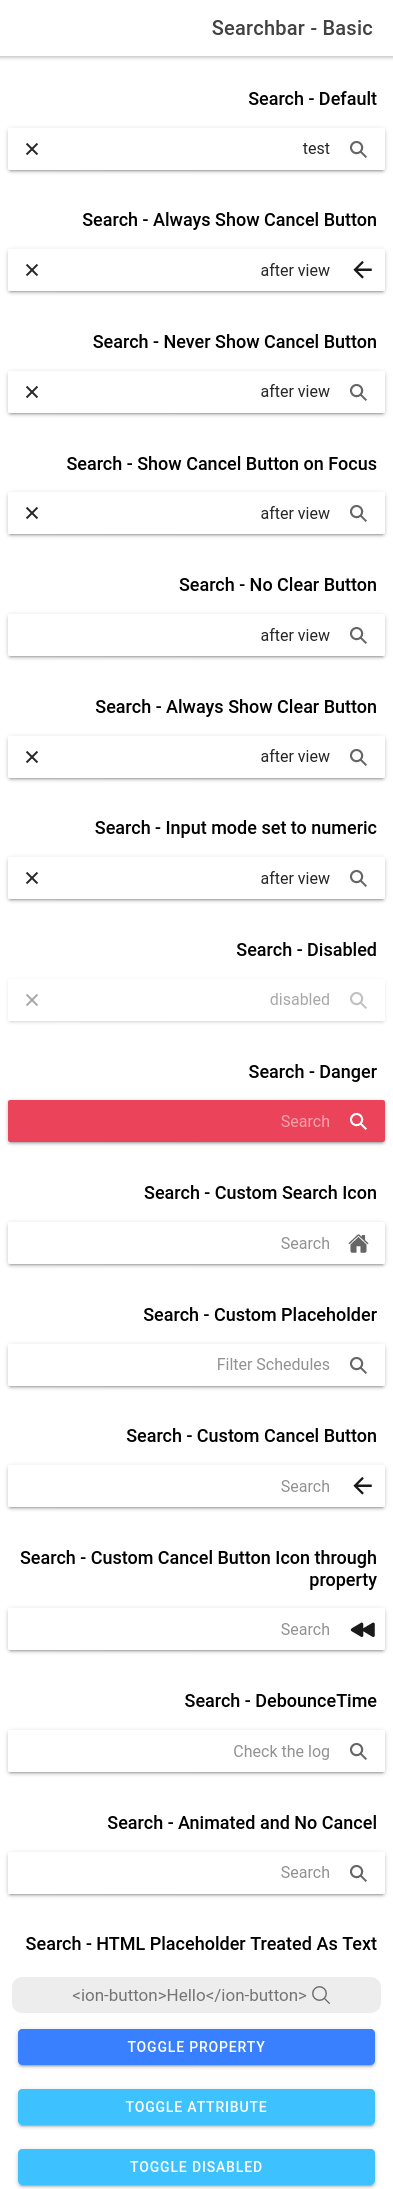 Searchbar - Basic
Search - Default
test
Search - Always Show Cancel Button
after view
Search - Never Show Cancel Button
after view
Search - Show Cancel Button on Focus
after view
Search - No Clear Button
after view
Search - Always Show Clear Button
after view
Search - Input mode set to numeric
after view
Search - Disabled
disabled
Search - Danger
Search
Search - Custom Search Icon
Search
Search - Custom Placeholder
Filter Schedules
Search - Custom Cancel Button
Search
Search - Custom Cancel Button Icon through
property
Search
Search - DebounceTime
Check the log
Search - Animated and No Cancel
Search
Search - HTML Placeholder Treated As Text
<ion-button>Hello</ion-button>
TOGGLE PROPERTY
TOGGLE ATTRIBUTE
TOGGLE DISABLED